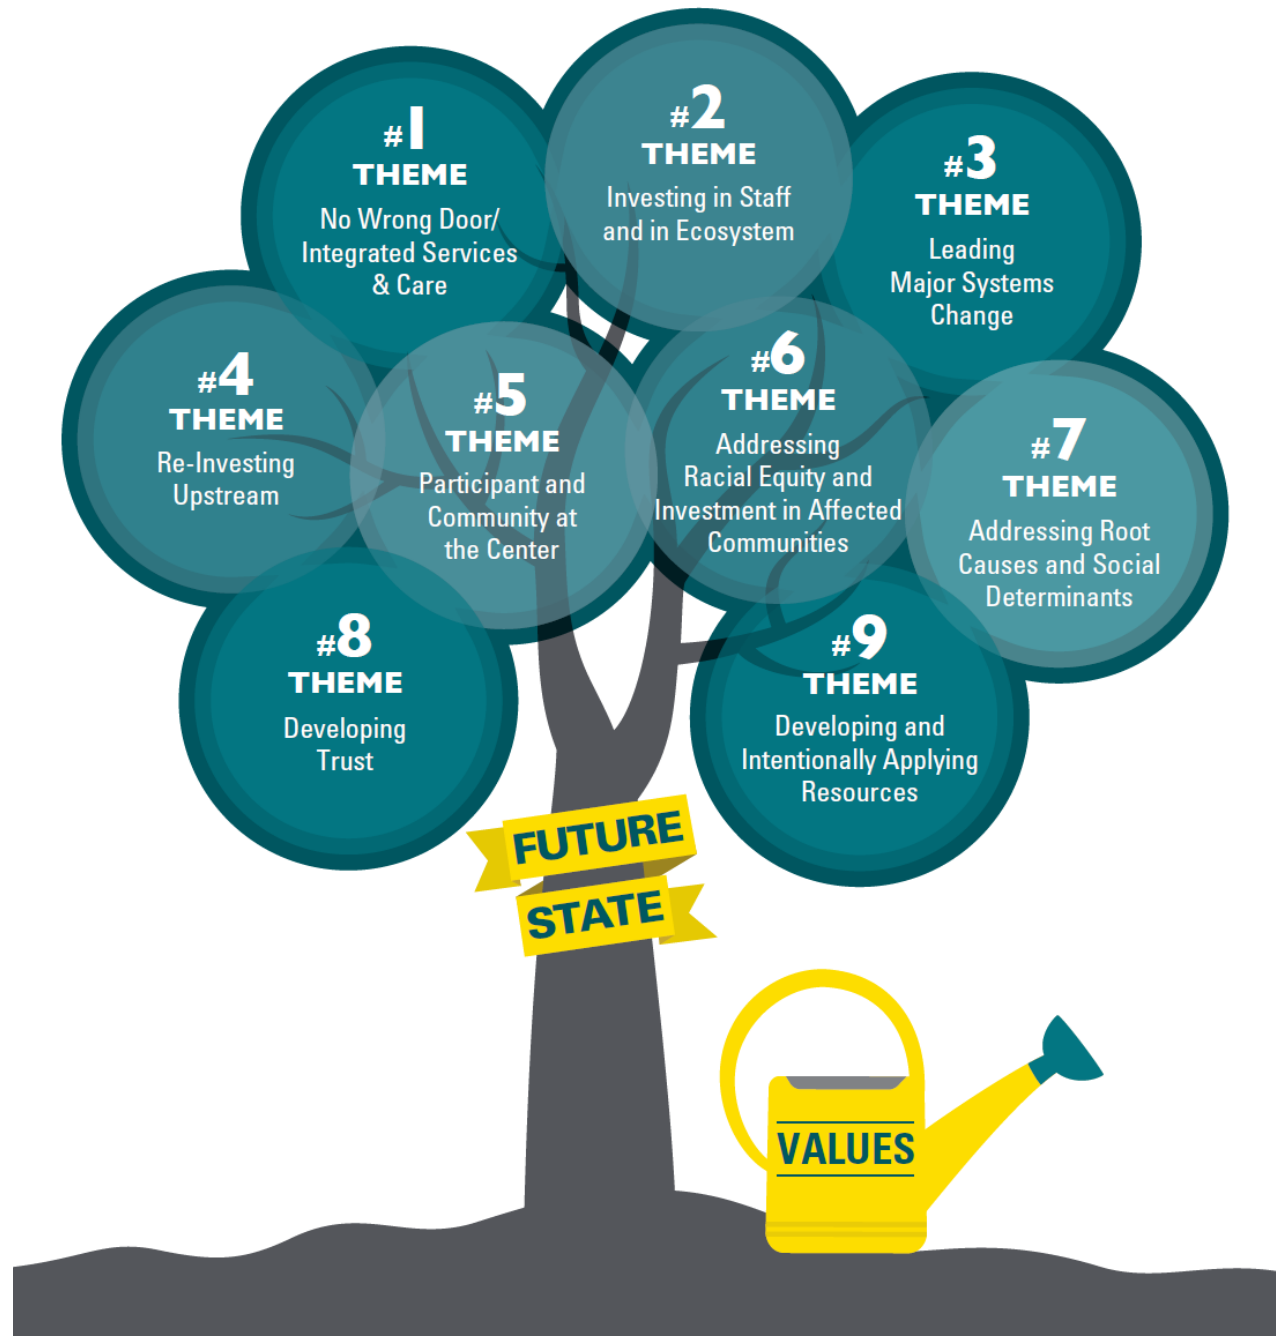 #1
THEME
No Wrong Door/
Integrated Services
& Care
#2
THEME
Investing in Staff
and in Ecosystem
#3
THEME
Leading
Major Systems
Change
#4
THEME
Re-Investing
Upstream
#5
THEME
Participant and
Community at
the Center
#6
THEME
Addressing
Racial Equity and
Investment in Affected
Communities
#7
THEME
Addressing Root
Causes and Social
Determinants
#8
THEME
Developing
Trust
#9
THEME
Developing and
Intentionally Applying
Resources
FUTURE
STATE
VALUES